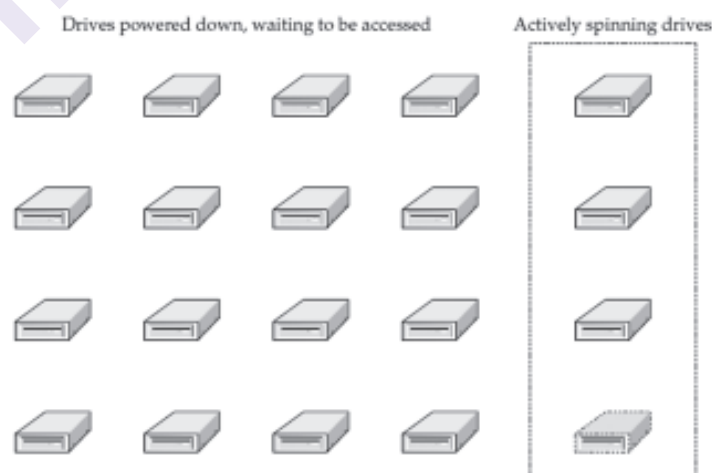 Drives powered down, waiting to be accessed
Actively spinning drives